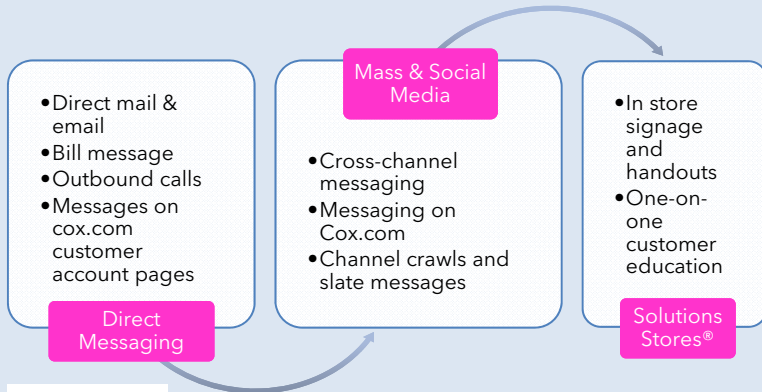 •Direct mail &
email
•Bill message
•Outbound calls
•Messages on
cox.com
customer
account pages
Direct
Messaging
Mass & Social
Media
•Cross-channel
messaging
•Messaging on
Cox.com
•Channel crawls and
slate messages
•In store
signage
and
handouts
•One-on-
one
customer
education
Solutions
Stores®